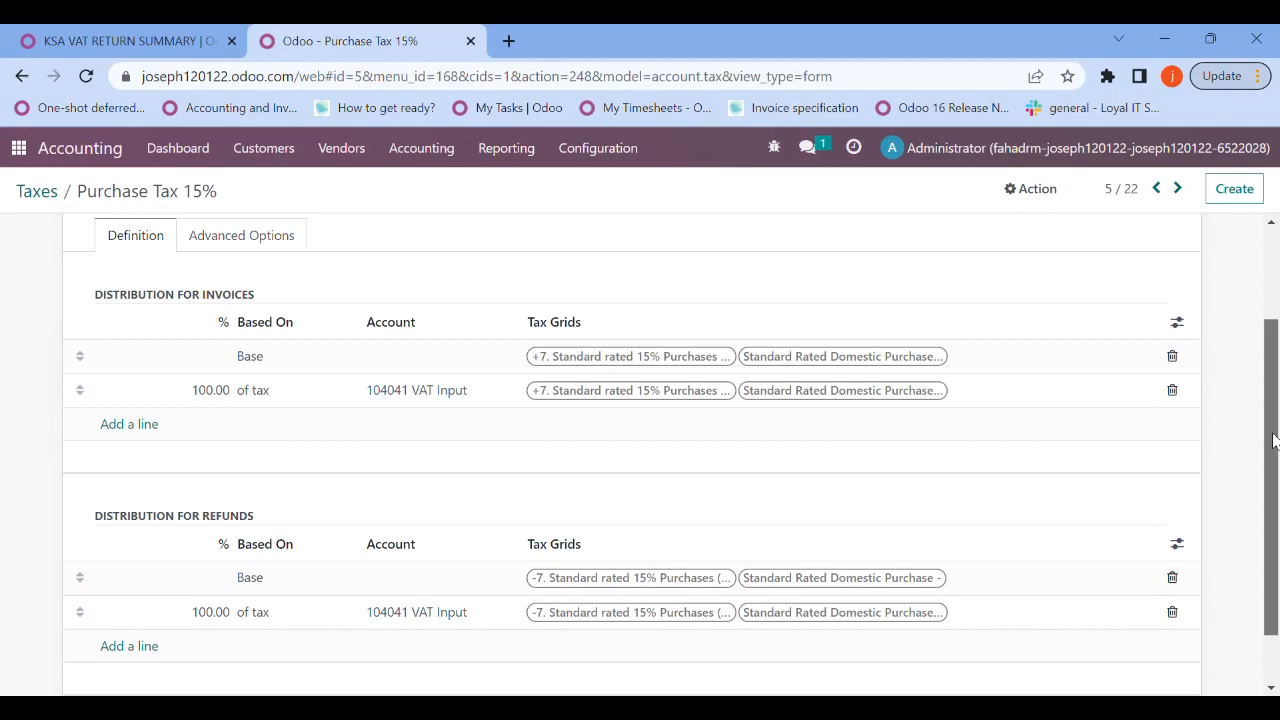 KSA VAT RETURN SUMMARY | O
Odoo - Purchase Tax 15%
joseph120122.odoo.com/web#id=5&menu_id=168&cids=1&action=248&model=account.tax&view_type=form
j
Update
One-shot deferred...
Accounting and Inv...
How to get ready?
My Tasks | Odoo
My Timesheets - O...
Invoice specification
Odoo 16 Release N...
general - Loyal IT S...
Accounting
Dashboard
Customers
Vendors
Accounting
Reporting
Configuration
1
A
Administrator (fahadrm-joseph120122-joseph120122-6522028)
Taxes / Purchase Tax 15%
Action
5 / 22
Create
Definition
Advanced Options
DISTRIBUTION FOR INVOICES
% Based On Account Tax Grids
Base +7. Standard rated 15% Purchases ... Standard Rated Domestic Purchase...
100.00 of tax 104041 VAT Input +7. Standard rated 15% Purchases ... Standard Rated Domestic Purchase...
Add a line
DISTRIBUTION FOR REFUNDS
% Based On Account Tax Grids
Base -7. Standard rated 15% Purchases (... Standard Rated Domestic Purchase -
100.00 of tax 104041 VAT Input -7. Standard rated 15% Purchases (... Standard Rated Domestic Purchase...
Add a line